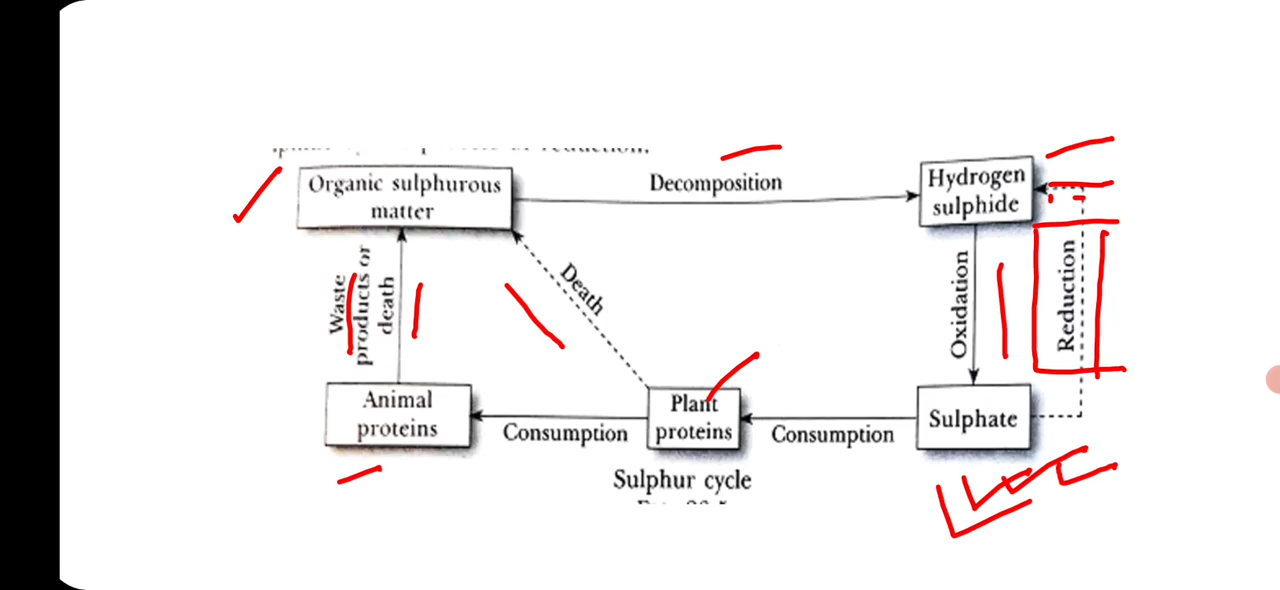 reduction.
Organic sulphurous
matter
Decomposition
Hydrogen
sulphide
Waste
products or
death
Death
Oxidation
Reduction
Animal
proteins
Consumption
Plant
proteins
Consumption
Sulphate
Sulphur cycle